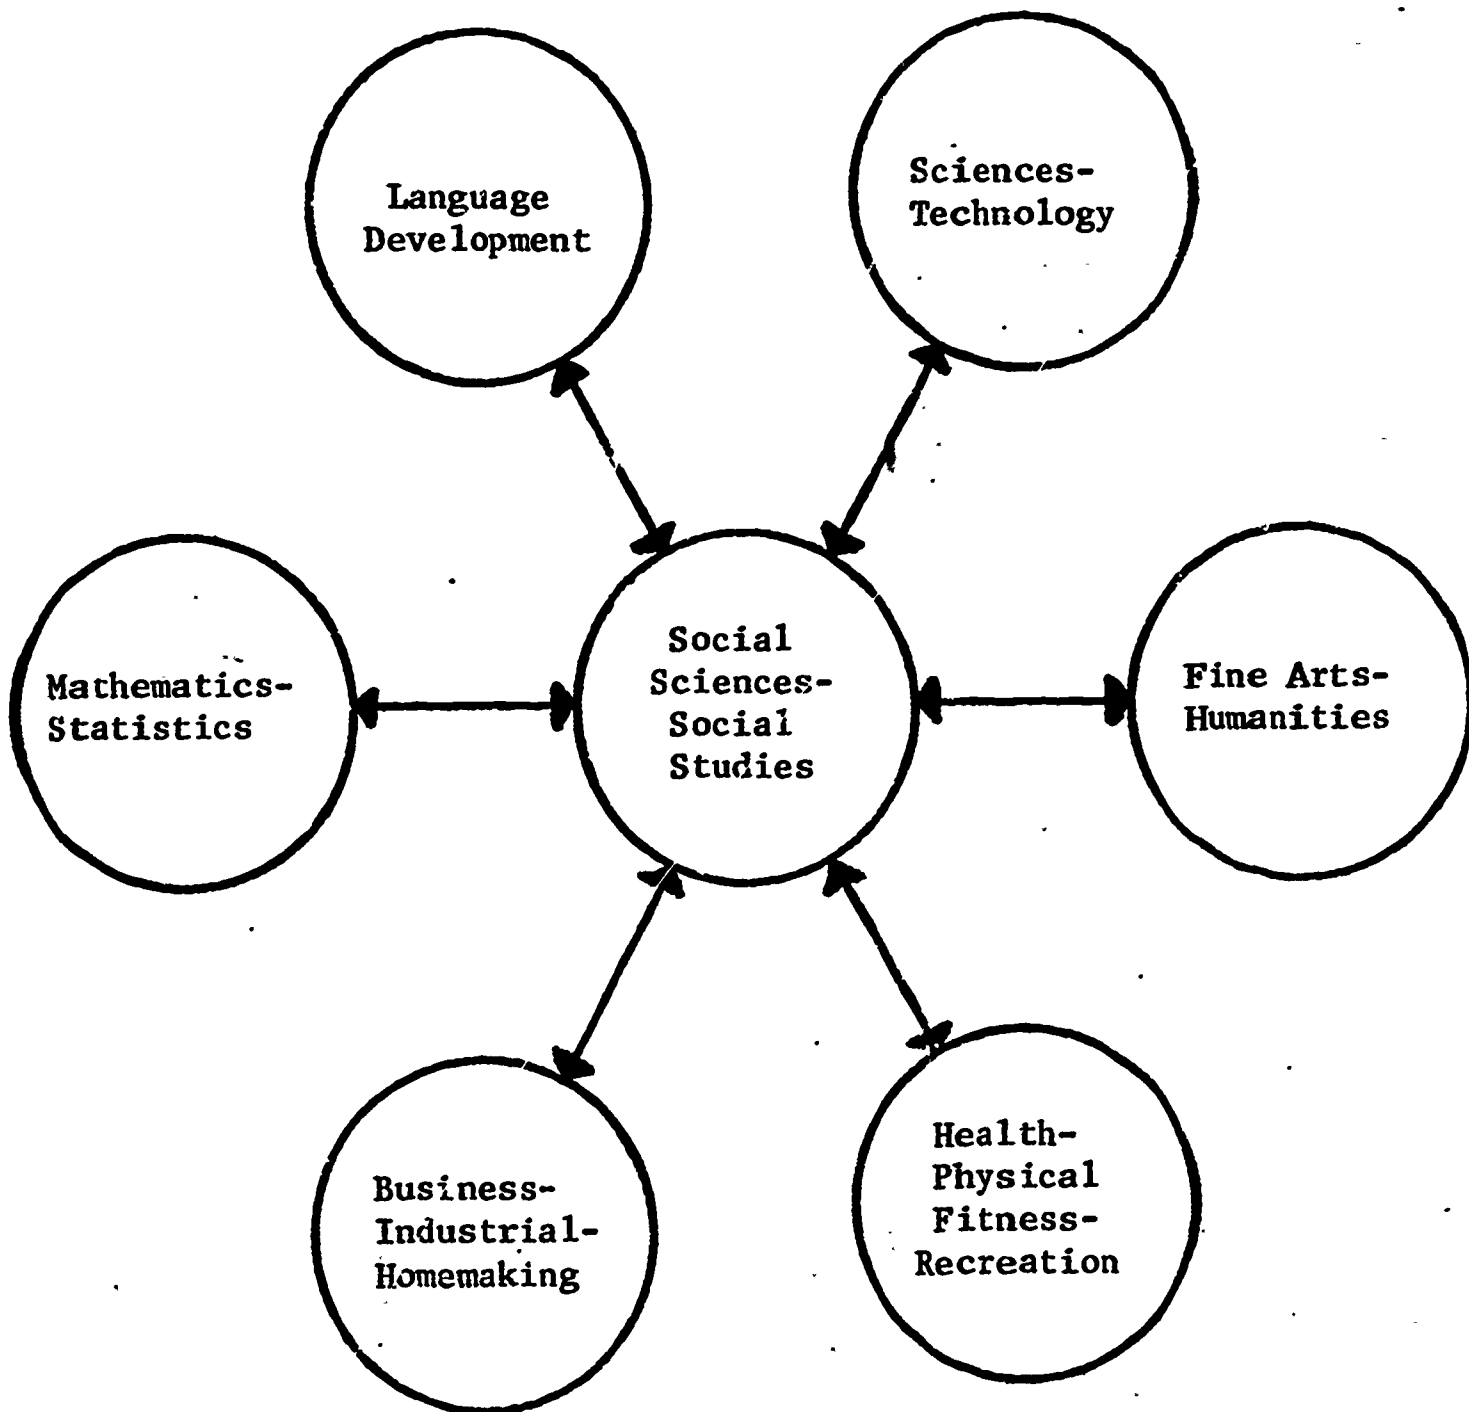 Language
Development
Sciences-
Technology
Mathematics-
Statistics
Social
Sciences-
Social
Studies
Fine Arts-
Humanities
Business-
Industrial-
Homemaking
Health-
Physical
Fitness-
Recreation